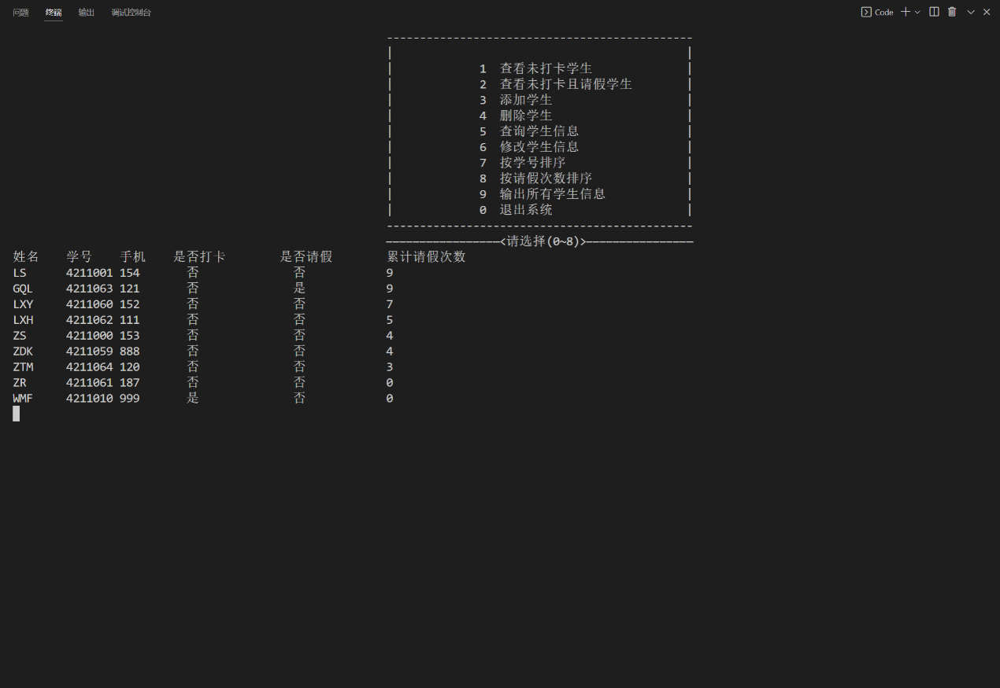 问题 终端 输出 调试控制台 Code
---------------------------------------------
| |
| 1 查看未打卡学生 |
| 2 查看未打卡且请假学生 |
| 3 添加学生 |
| 4 删除学生 |
| 5 查询学生信息 |
| 6 修改学生信息 |
| 7 按学号排序 |
| 8 按请假次数排序 |
| 9 输出所有学生信息 |
| 0 退出系统 |
---------------------------------------------
—————————————————<请选择(0~8)>————————————————
姓名 学号 手机 是否打卡 是否请假 累计请假次数
LS 4211001 154 否 否 9
GQL 4211063 121 否 是 9
LXY 4211060 152 否 否 7
LXH 4211062 111 否 否 5
ZS 4211000 153 否 否 4
ZDK 4211059 888 否 否 4
ZTM 4211064 120 否 否 3
ZR 4211061 187 否 否 0
WMF 4211010 999 是 否 0